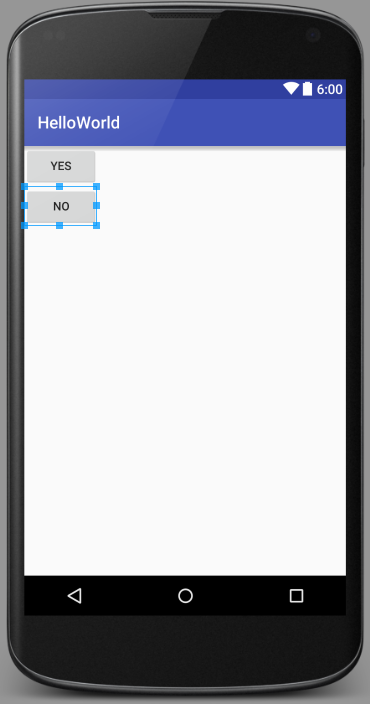 6:00
HelloWorld
YES
NO